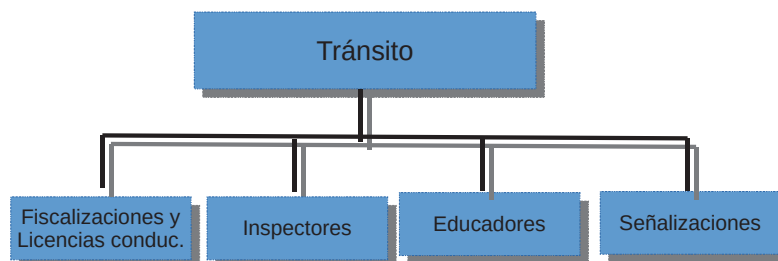 Tránsito
Fiscalizaciones y
Licencias conduc.
Inspectores
Educadores
Señalizaciones